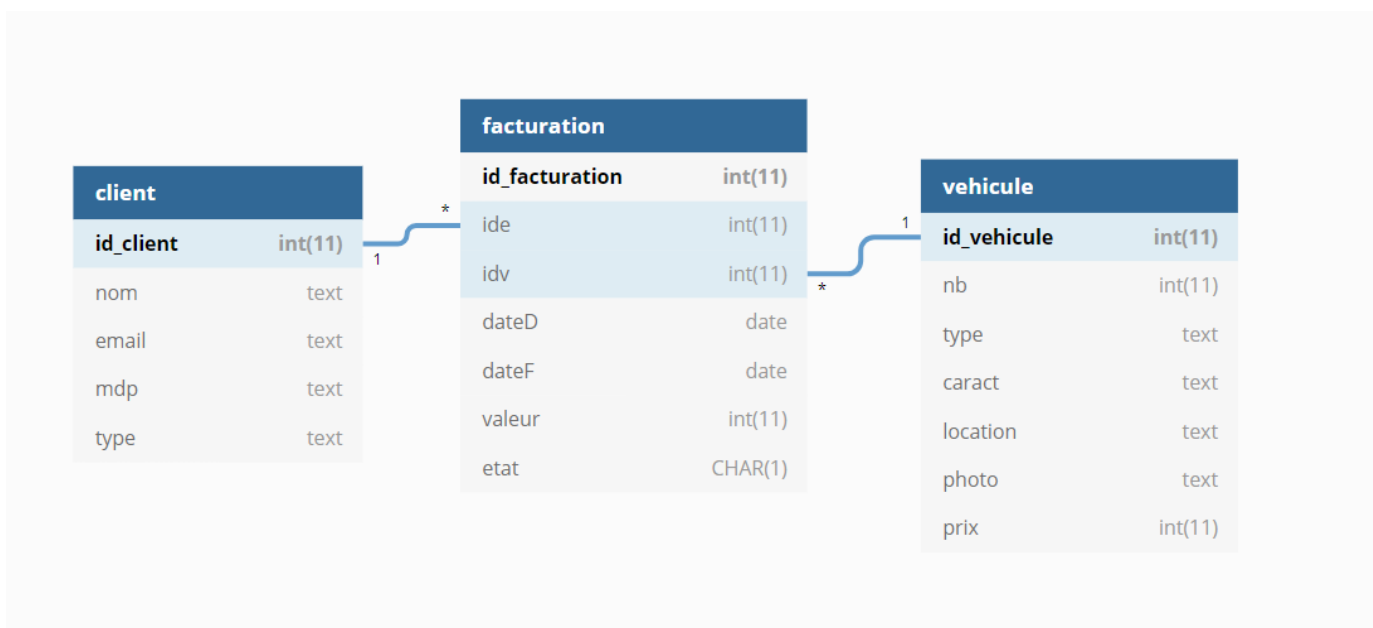 client
id_client int(11)
nom text
email text
mdp text
type text
1
*
facturation
id_facturation int(11)
ide int(11)
idv int(11)
dateD date
dateF date
valeur int(11)
etat CHAR(1)
*
1
vehicule
id_vehicule int(11)
nb int(11)
type text
caract text
location text
photo text
prix int(11)